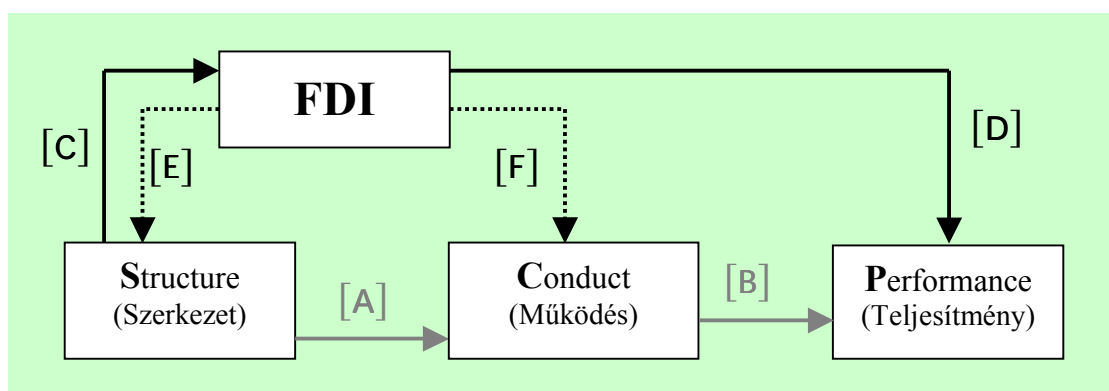 FDI
[C]
[E]
[F]
[D]
Structure
(Szerkezet)
[A]
Conduct
(Működés)
[B]
Performance
(Teljesítmény)